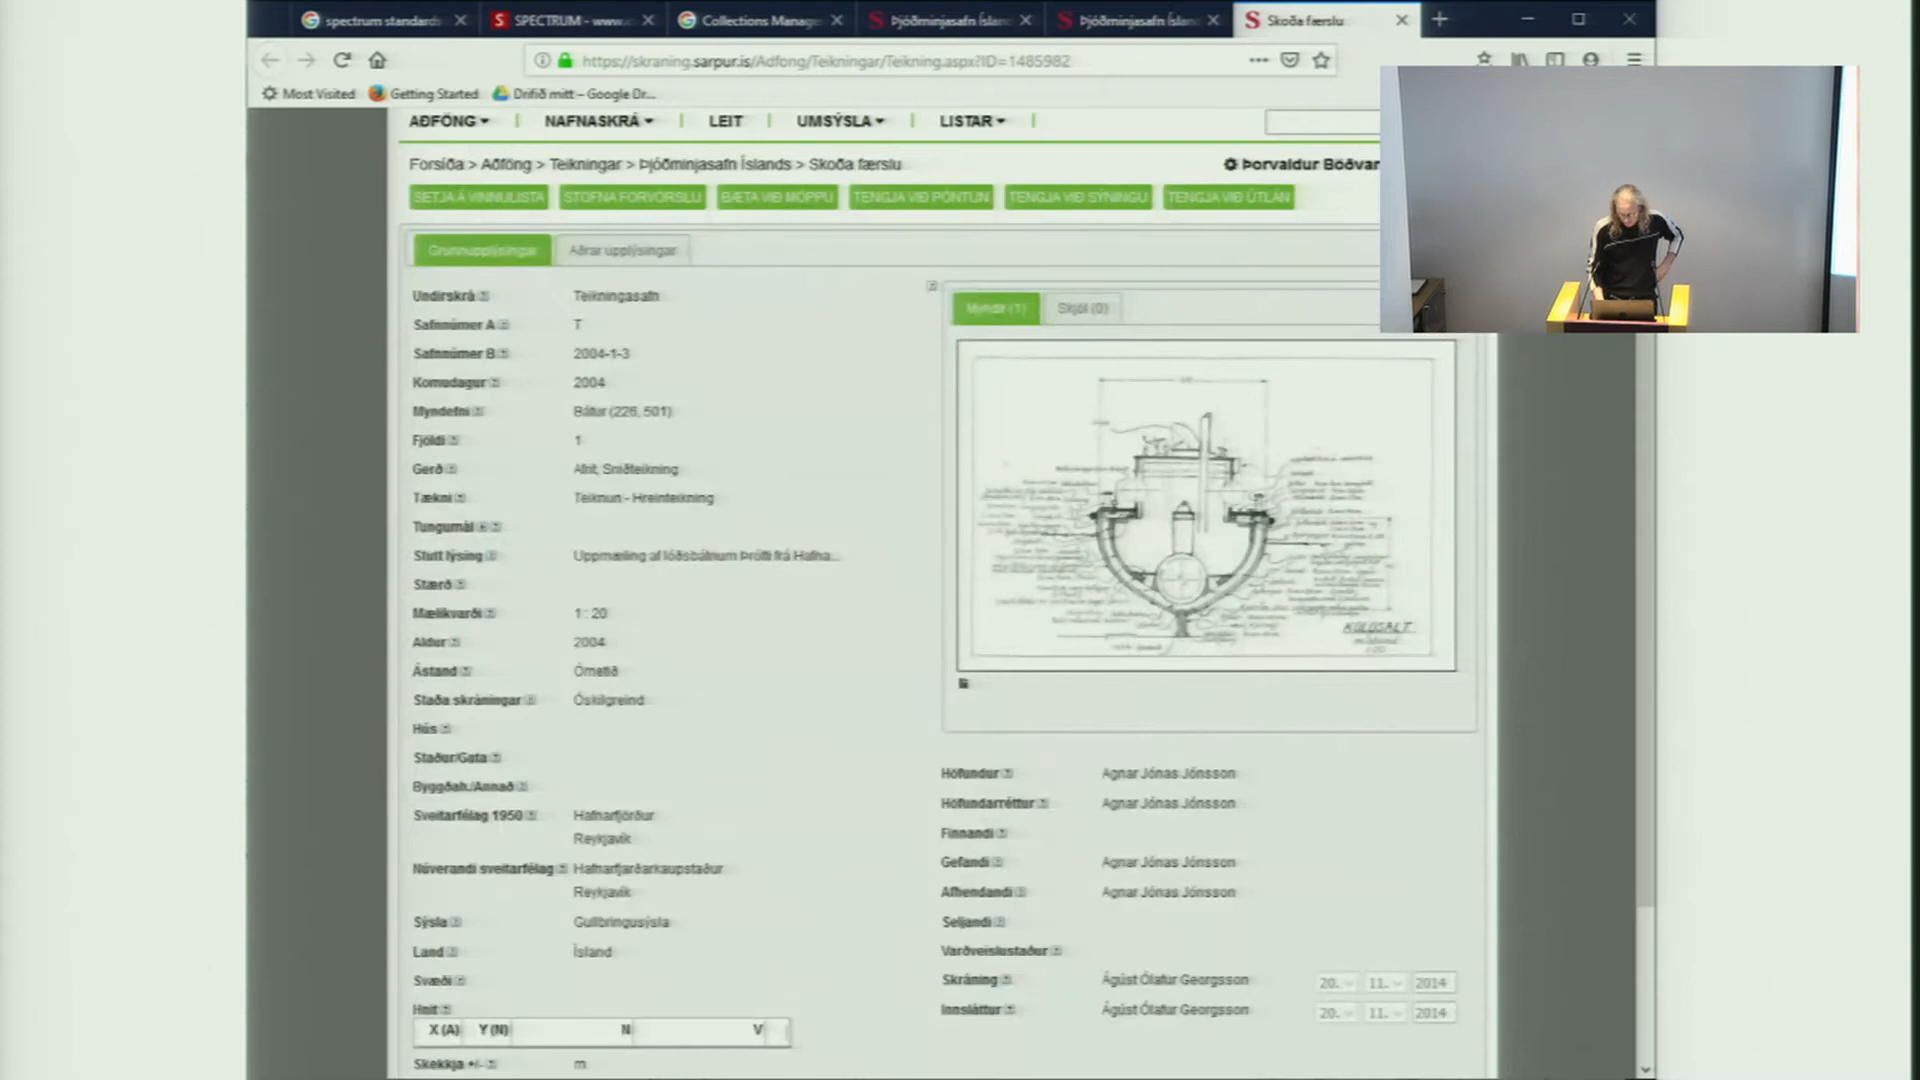 spectrum standards
SPECTRUM - www.c
Collections Manage
Þjóðminjasafn Íslan
Þjóðminjasafn Íslan
Skoða færslu
https://skraning.sarpur.is/Adfong/Teikningar/Teikning.aspx?ID=1485982
Most Visited
Getting Started
Drifið mitt – Google Dr...
AÐFÖNG
NAFNASKRÁ
LEIT
UMSÝSLA
LISTAR
Forsíða > Aðföng > Teikningar > Þjóðminjasafn Íslands > Skoða færslu
Þorvaldur Böðvar
SETJA Á VINNULISTA
STOFNA FORVÖRSLU
BÆTA VIÐ MÖPPU
TENGJA VIÐ PÖNTUN
TENGJA VIÐ SÝNINGU
TENGJA VIÐ ÚTLÁN
Grunnupplýsingar
Aðrar upplýsingar
Myndir (1)
Skjöl (0)
Undirskrá
Teikningasafn
Safnnúmer A
T
Safnnúmer B
2004-1-3
Komudagur
2004
Myndefni
Bátur (226, 501)
Fjöldi
1
Gerð
Afrit, Sniðteikning
Tækni
Teiknun - Hreinteikning
Tungumál
Stutt lýsing
Uppmæling af lóðsbátnum Þrótti frá Hafna...
Stærð
Mælikvarði
1 : 20
Aldur
2004
Ástand
Ómetið
Staða skráningar
Óskilgreind
Hús
Staður/Gata
Byggðah./Annað
Sveitarfélag 1950
Hafnarfjörður
Reykjavík
Núverandi sveitarfélag
Hafnarfjarðarkaupstaður
Reykjavík
Sýsla
Gullbringusýsla
Land
Ísland
Svæði
Hnit
X (A)
Y (N)
N
V
Skekkja +/-
m
Höfundur
Agnar Jónas Jónsson
Höfundarréttur
Agnar Jónas Jónsson
Finnandi
Gefandi
Agnar Jónas Jónsson
Afhendandi
Agnar Jónas Jónsson
Seljandi
Varðveislustaður
Skráning
Ágúst Ólafur Georgsson
20.
11.
2014
Innsláttur
Ágúst Ólafur Georgsson
20.
11.
2014